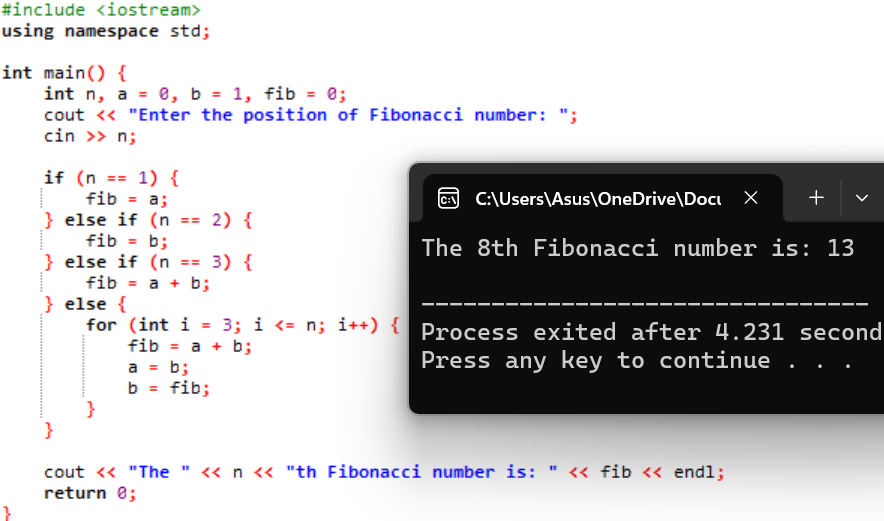 #include <iostream>
using namespace std;
int main() {
int n, a = 0, b = 1, fib = 0;
cout << "Enter the position of Fibonacci number: ";
cin >> n;
if (n == 1) {
fib = a;
} else if (n == 2) {
fib = b;
} else if (n == 3) {
fib = a + b;
} else {
for (int i = 3; i <= n; i++) {
fib = a + b;
a = b;
b = fib;
}
}
cout << "The " << n << "th Fibonacci number is: " << fib << endl;
return 0;
}
C:\Users\Asus\OneDrive\Docu
The 8th Fibonacci number is: 13
--------------------------------
Process exited after 4.231 second
Press any key to continue . . .